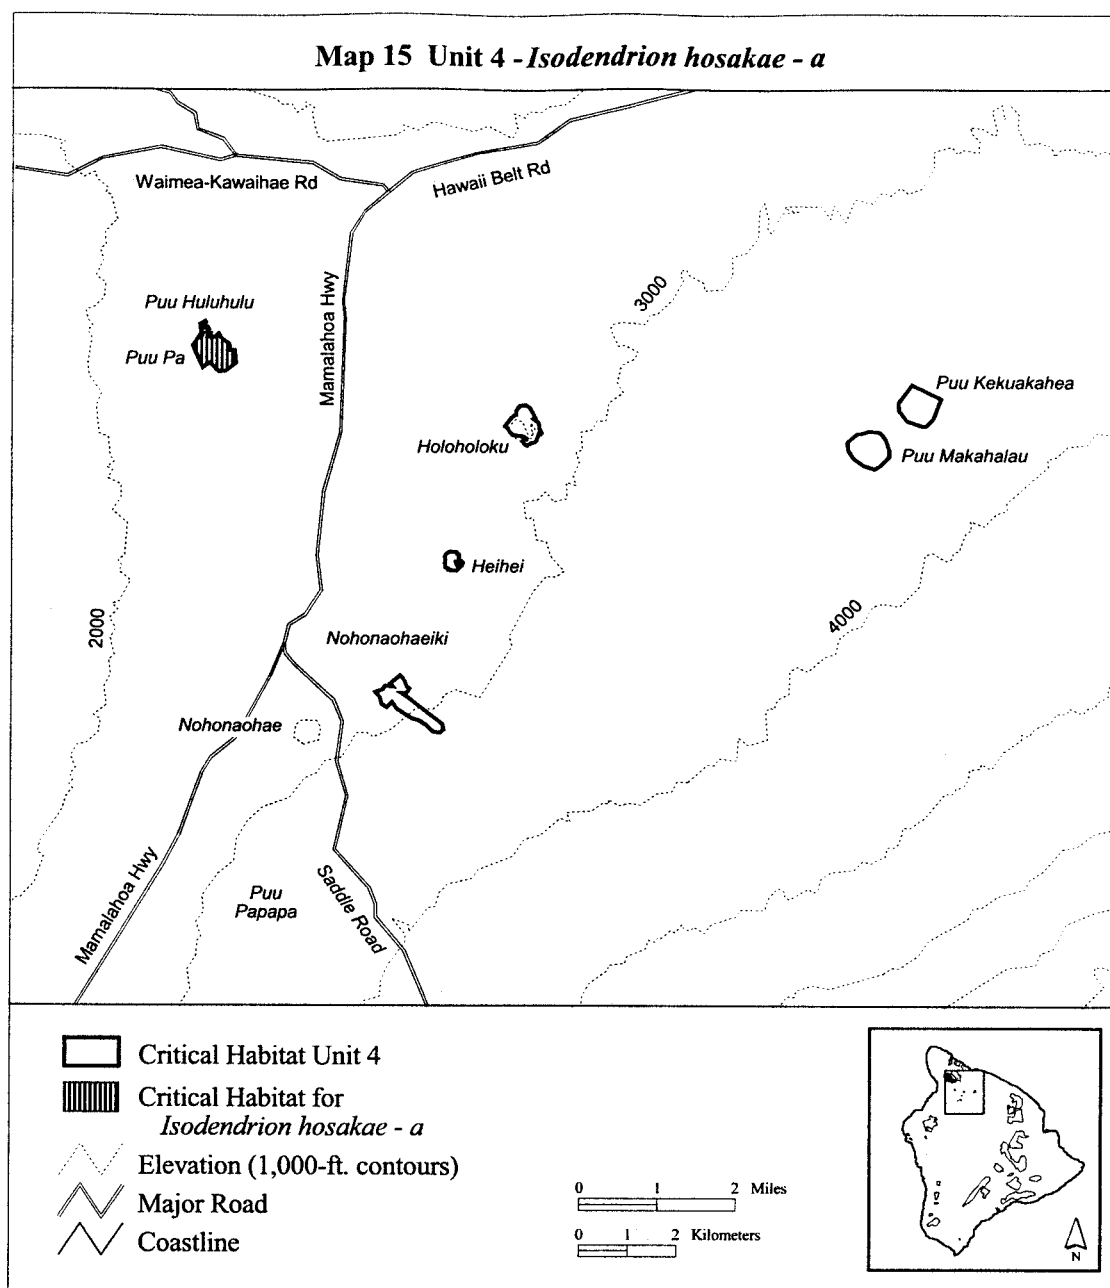 Map 15 Unit 4 - Isodendrion hosakae - a
Waimea-Kawaihae Rd
Hawaii Belt Rd
Mamalahoa Hwy
3000
Puu Huluhulu
Puu Pa
Puu Kekuakahea
Holoholoku
Puu Makahalau
Heihei
2000
4000
Nohonaohaeiki
Nohonaohae
Mamalahoa Hwy
Puu
Papapa
Saddle Road
Critical Habitat Unit 4
Critical Habitat for
Isodendrion hosakae - a
Elevation (1,000-ft. contours)
Major Road
Coastline
0 1 2 Miles
0 1 2 Kilometers
N